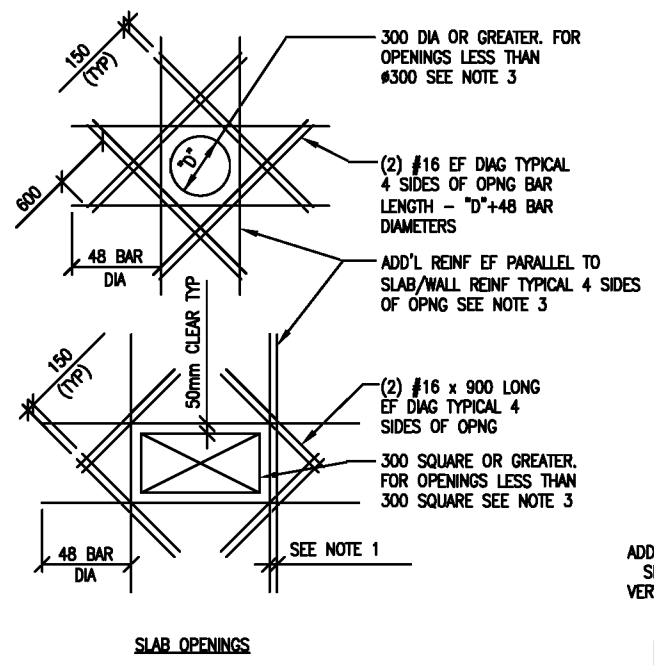 150
(TYP)
300 DIA OR GREATER. FOR
OPENINGS LESS THAN
ø300 SEE NOTE 3
"D"
(2) #16 EF DIAG TYPICAL
4 SIDES OF OPNG BAR
LENGTH - "D"+48 BAR
DIAMETERS
600
48 BAR
DIA
ADD'L REINF EF PARALLEL TO
SLAB/WALL REINF TYPICAL 4 SIDES
OF OPNG SEE NOTE 3
50mm CLEAR TYP
150
(TYP)
(2) #16 x 900 LONG
EF DIAG TYPICAL 4
SIDES OF OPNG
300 SQUARE OR GREATER.
FOR OPENINGS LESS THAN
300 SQUARE SEE NOTE 3
48 BAR
DIA
SEE NOTE 1
ADD
VER
SLAB OPENINGS